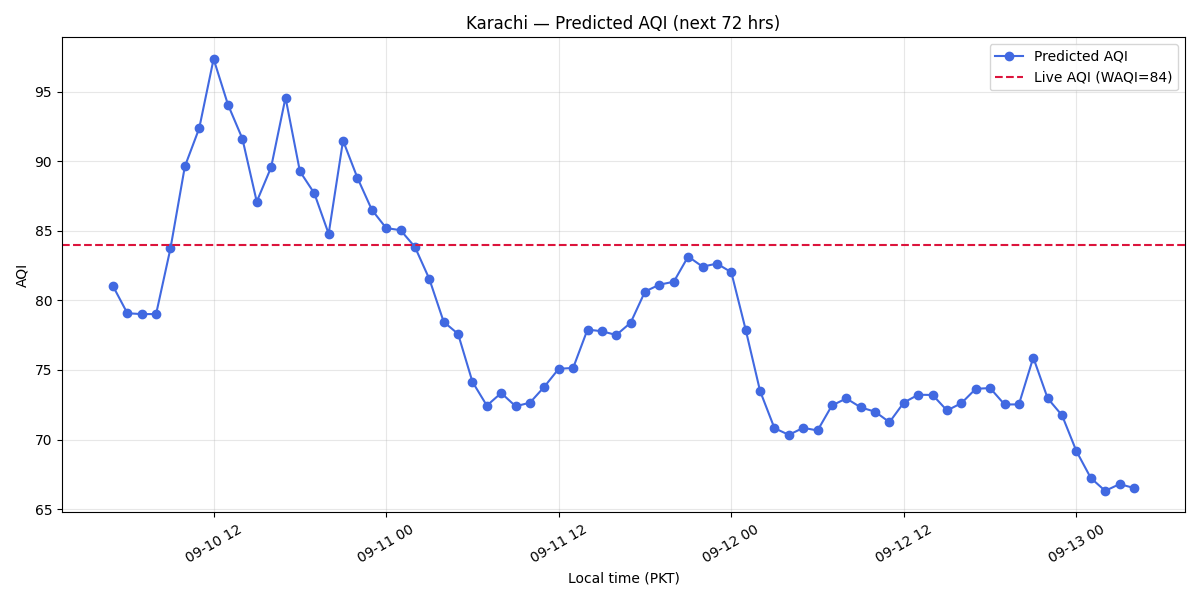 Karachi — Predicted AQI (next 72 hrs)
Predicted AQI
Live AQI (WAQI=84)
AQI
95
90
85
80
75
70
65
09-10 12
09-11 00
09-11 12
09-12 00
09-12 12
09-13 00
Local time (PKT)